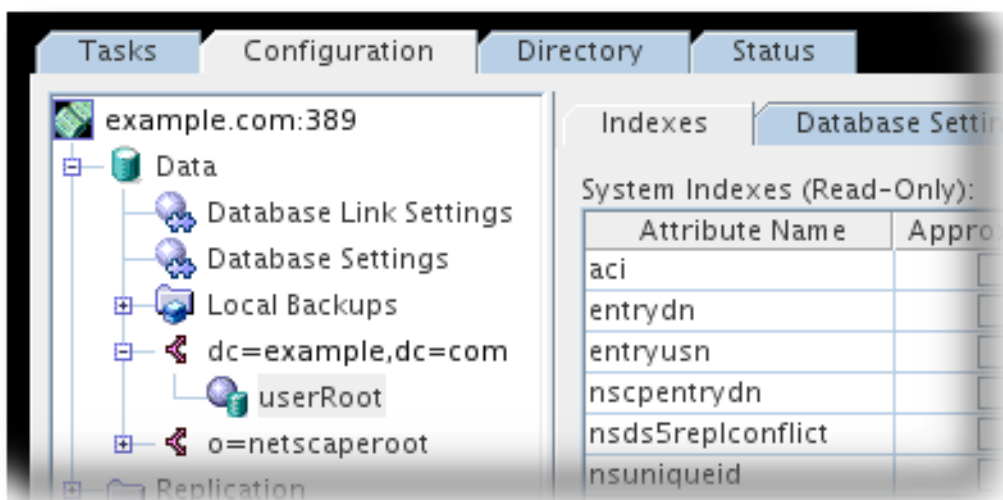 Tasks Configuration Directory Status
example.com:389
Data
Database Link Settings
Database Settings
Local Backups
dc=example,dc=com
userRoot
o=netscaperoot
Replication
Indexes Database
System Indexes (Read-Only):
Attribute Name
aci
entrydn
entryusn
nscpentrydn
nsds5replconflict
nsuniqueid